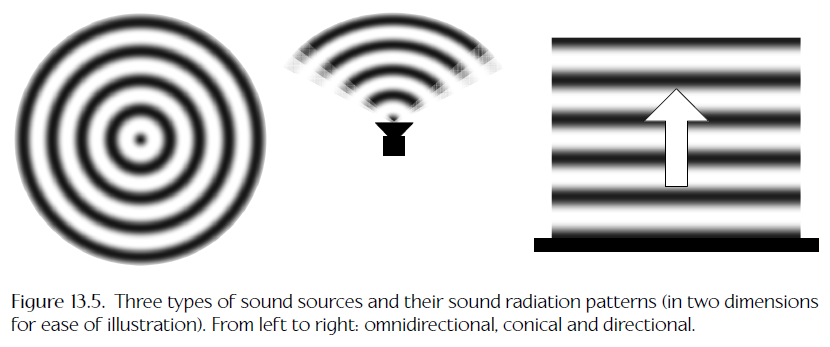 Figure 13.5. Three types of sound sources and their sound radiation patterns (in two dimensions
for ease of illustration). From left to right: omnidirectional, conical and directional.